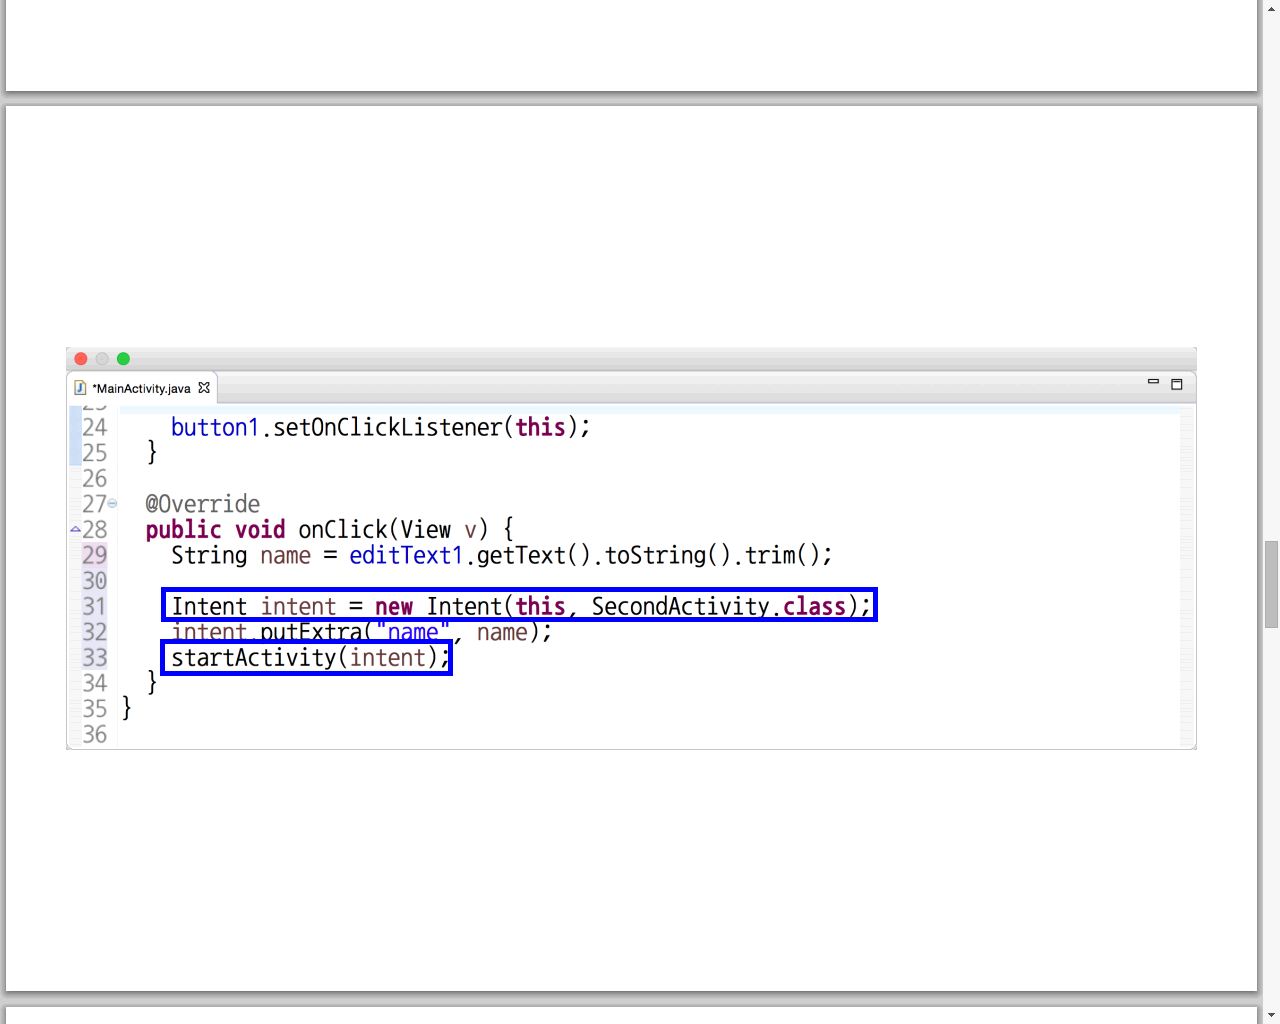 *MainActivity.java
24 button1.setOnClickListener(this);
25 }
26
27 @Override
28 public void onClick(View v) {
29 String name = editText1.getText().toString().trim();
30
31 Intent intent = new Intent(this, SecondActivity.class);
32 intent.putExtra("name", name);
33 startActivity(intent);
34 }
35 }
36